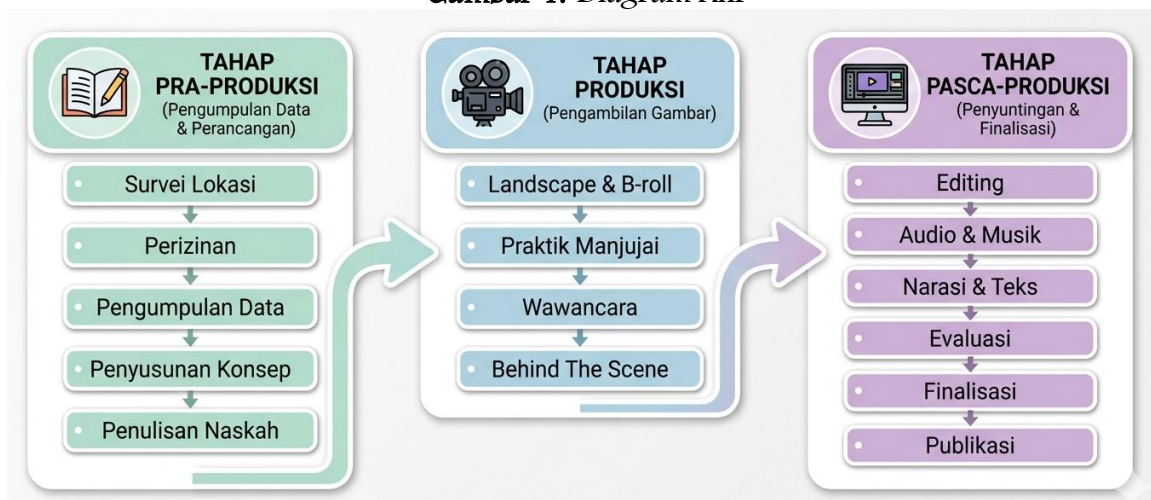 Gambar 1. Diagram Alir
TAHAP
PRA-PRODUKSI
(Pengumpulan Data
& Perancangan)
Survei Lokasi
Perizinan
Pengumpulan Data
Penyusunan Konsep
Penulisan Naskah
TAHAP
PRODUKSI
(Pengambilan Gambar)
Landscape & B-roll
Praktik Manjujai
Wawancara
Behind The Scene
TAHAP
PASCA-PRODUKSI
(Penyuntingan &
Finalisasi)
Editing
Audio & Musik
Narasi & Teks
Evaluasi
Finalisasi
Publikasi